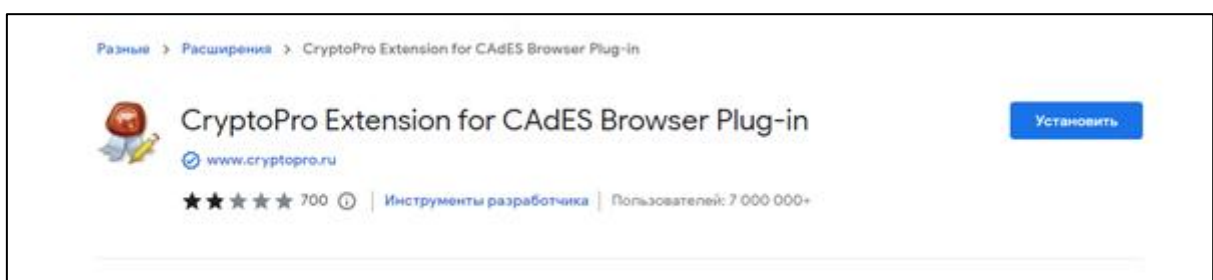 Разные > Расширения > CryptoPro Extension for CAdES Browser Plug-in
CryptoPro Extension for CAdES Browser Plug-in
Установить
www.cryptopro.ru
700 | Инструменты разработчика | Пользователей: 7 000 000+